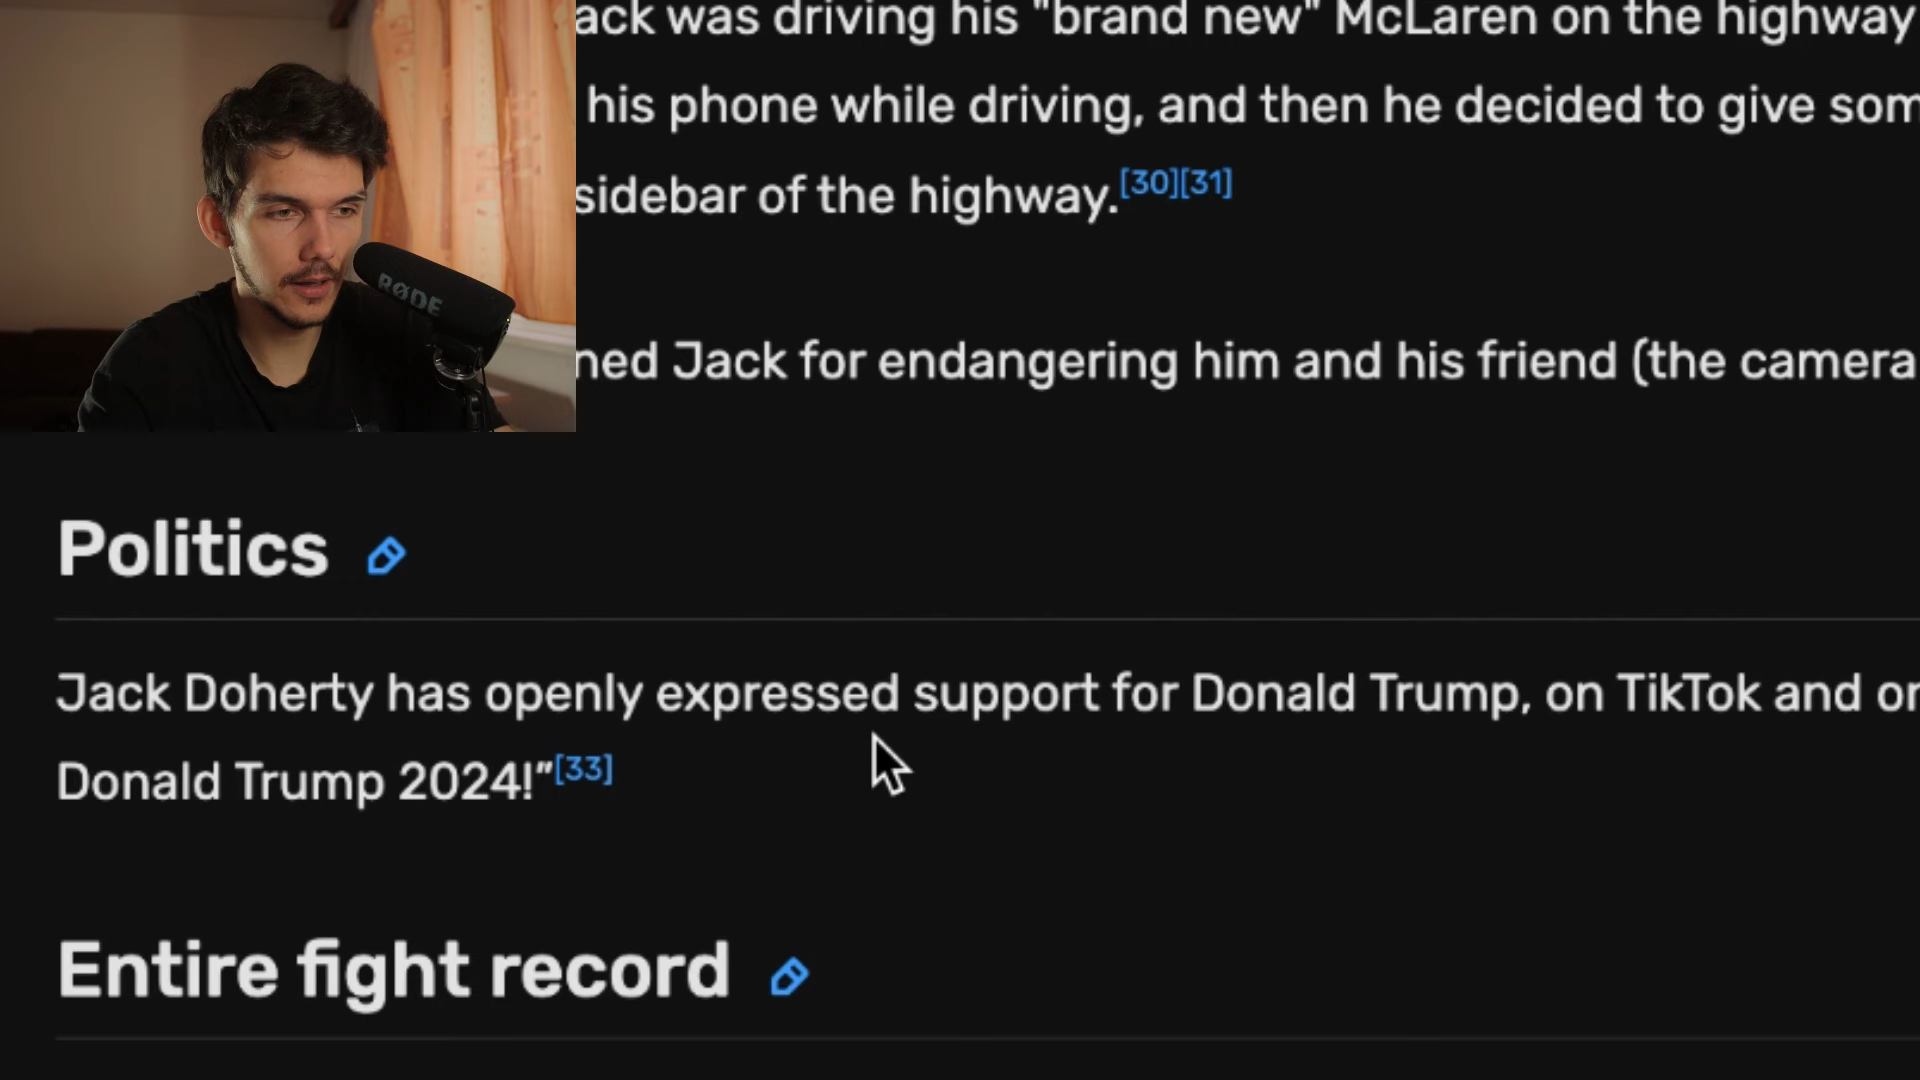 ack was driving his "brand new" McLaren on the highway
his phone while driving, and then he decided to give som
sidebar of the highway.[30][31]
RØDE
ned Jack for endangering him and his friend (the camera
Politics
Jack Doherty has openly expressed support for Donald Trump, on TikTok and or
Donald Trump 2024!”[33]
Entire fight record